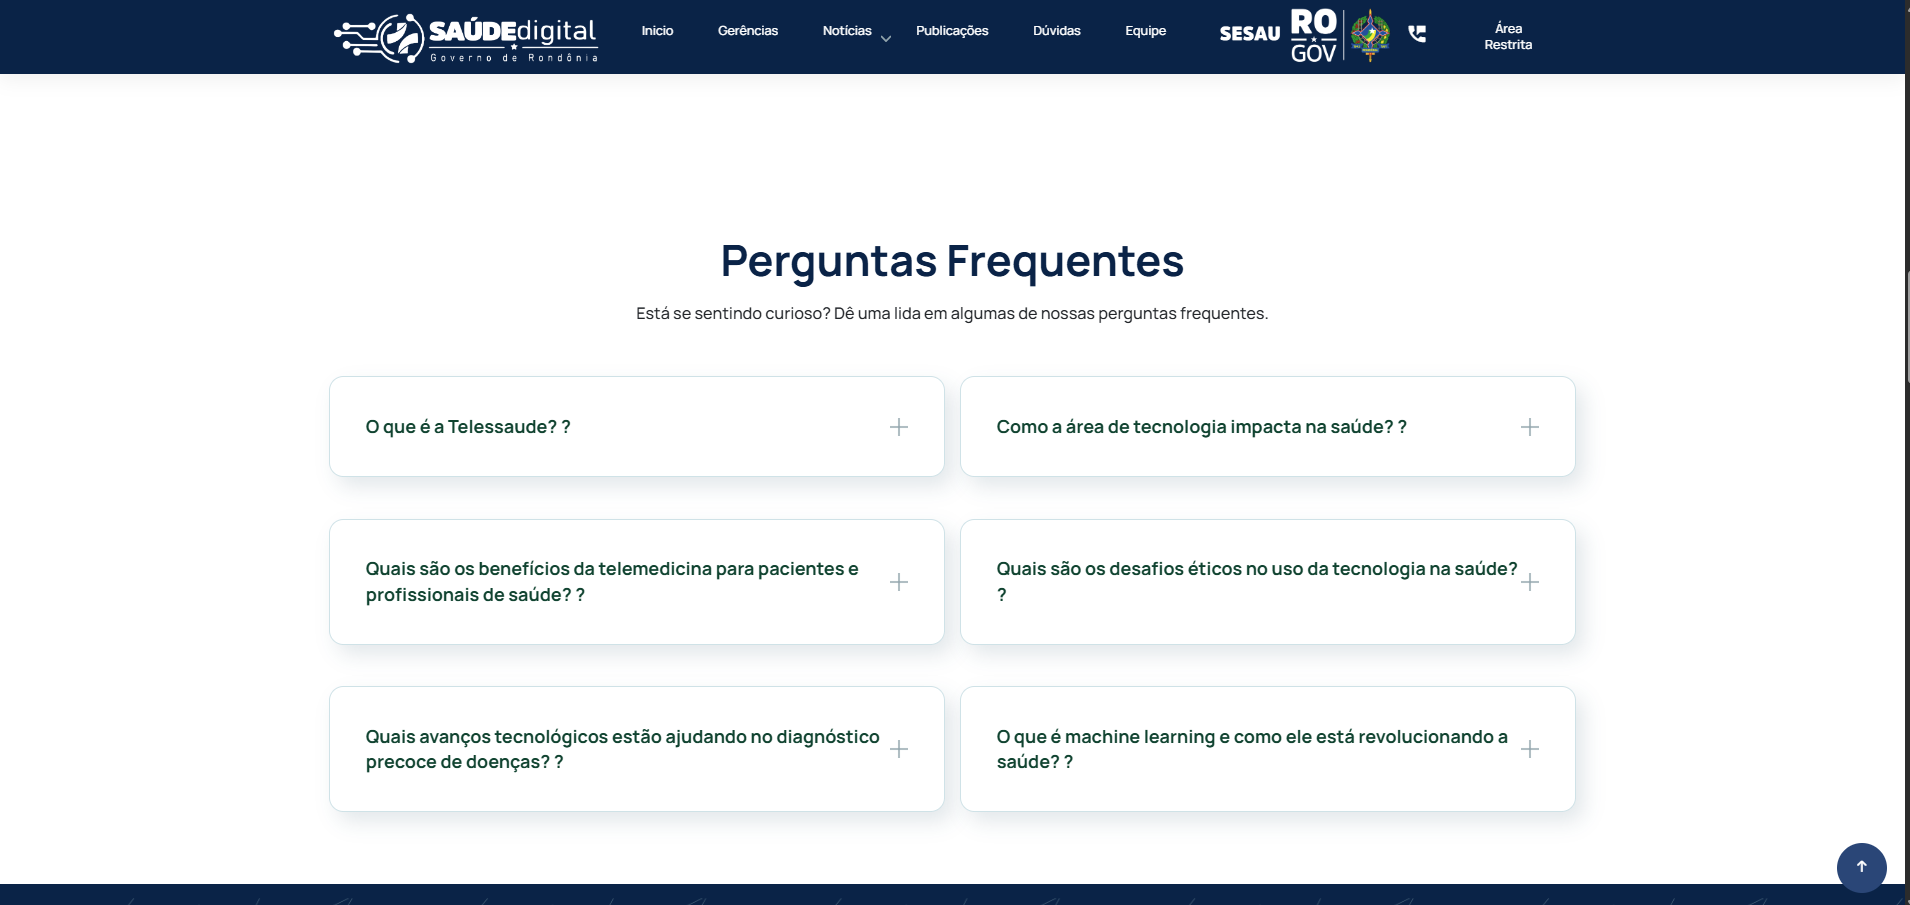 SAÚDEdigital
Governo de Rondônia
Inicio
Gerências
Notícias
Publicações
Dúvidas
Equipe
SESAU
RO
GOV
Área
Restrita
Perguntas Frequentes
Está se sentindo curioso? Dê uma lida em algumas de nossas perguntas frequentes.
O que é a Telessaude? ?
Como a área de tecnologia impacta na saúde? ?
Quais são os benefícios da telemedicina para pacientes e
profissionais de saúde? ?
Quais são os desafios éticos no uso da tecnologia na saúde?
?
Quais avanços tecnológicos estão ajudando no diagnóstico
precoce de doenças? ?
O que é machine learning e como ele está revolucionando a
saúde? ?